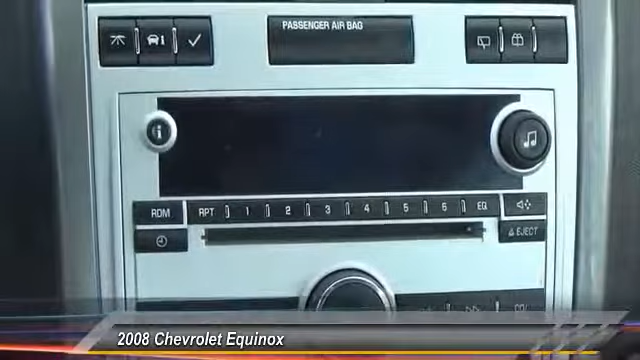 PASSENGER AIR BAG
i
RDM RPT 1 2 3 4 5 6 EQ
EJECT
2008 Chevrolet Equinox